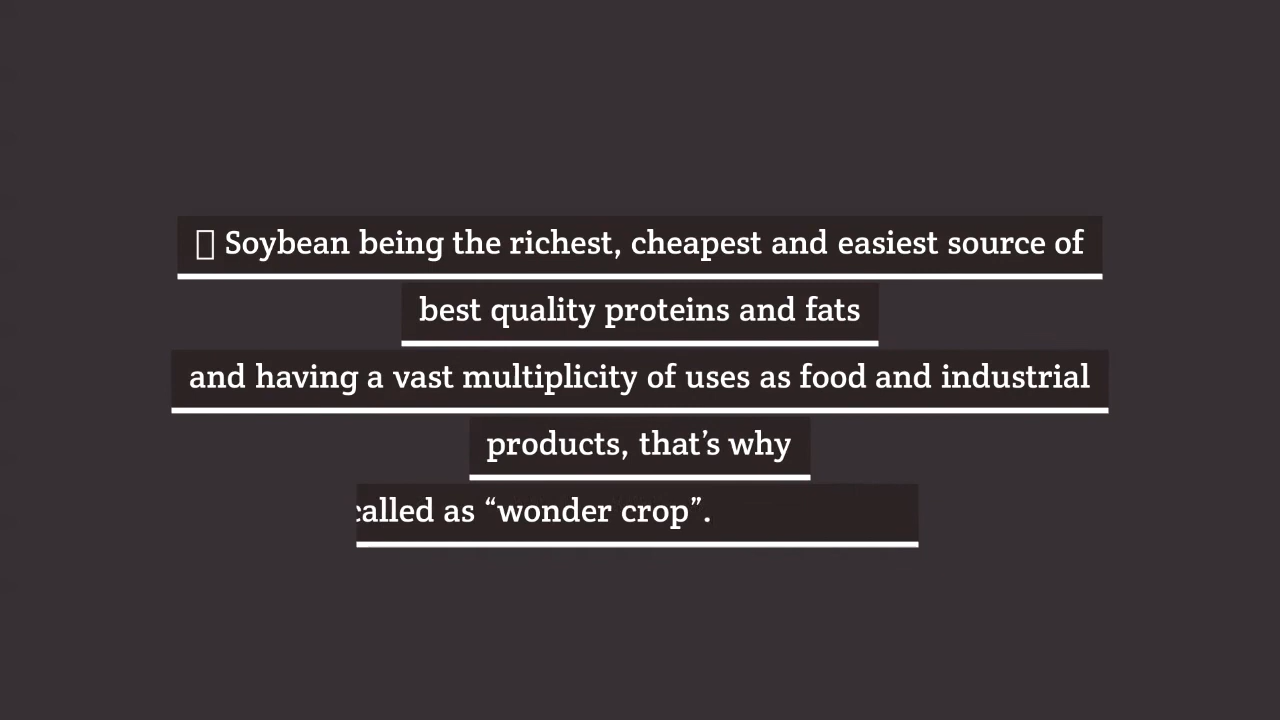 Soybean being the richest, cheapest and easiest source of
best quality proteins and fats
and having a vast multiplicity of uses as food and industrial
products, that’s why
called as “wonder crop”.